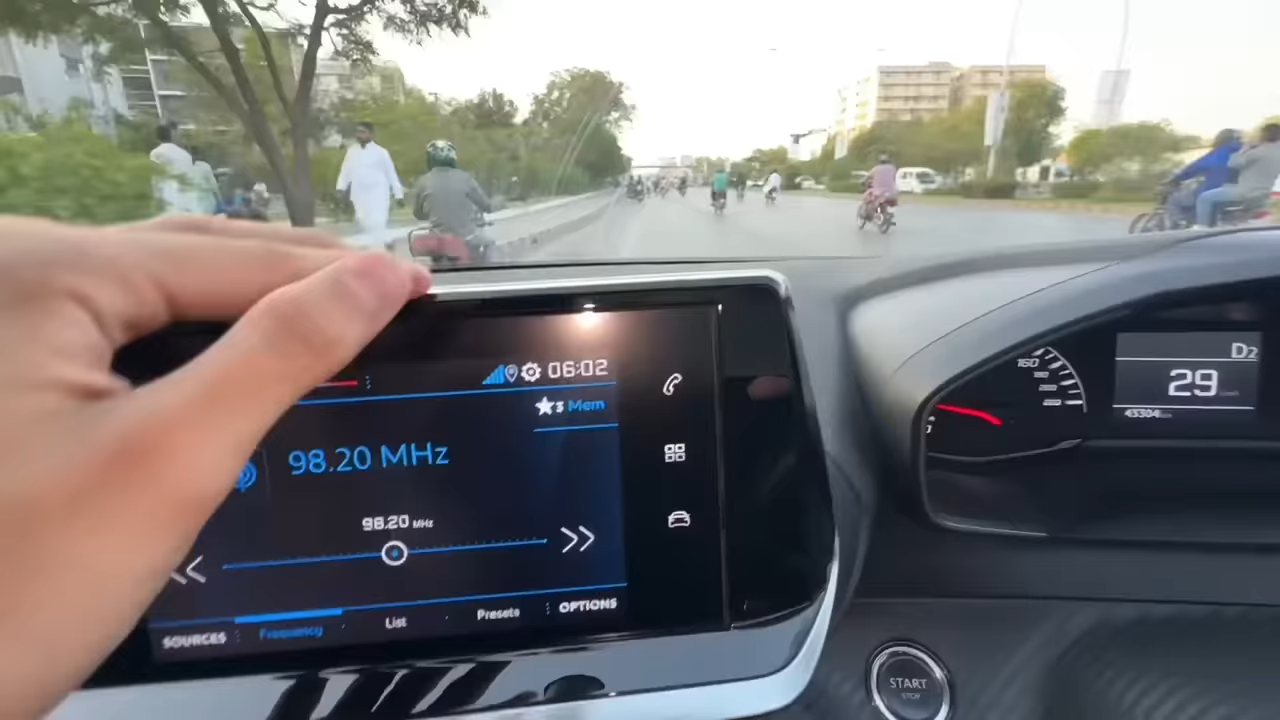 06:02
3 Mem
98.20 MHz
98.20 MHz
SOURCES
Frequency
List
Presets
OPTIONS
160
D2
29
43304 km
START
STOP